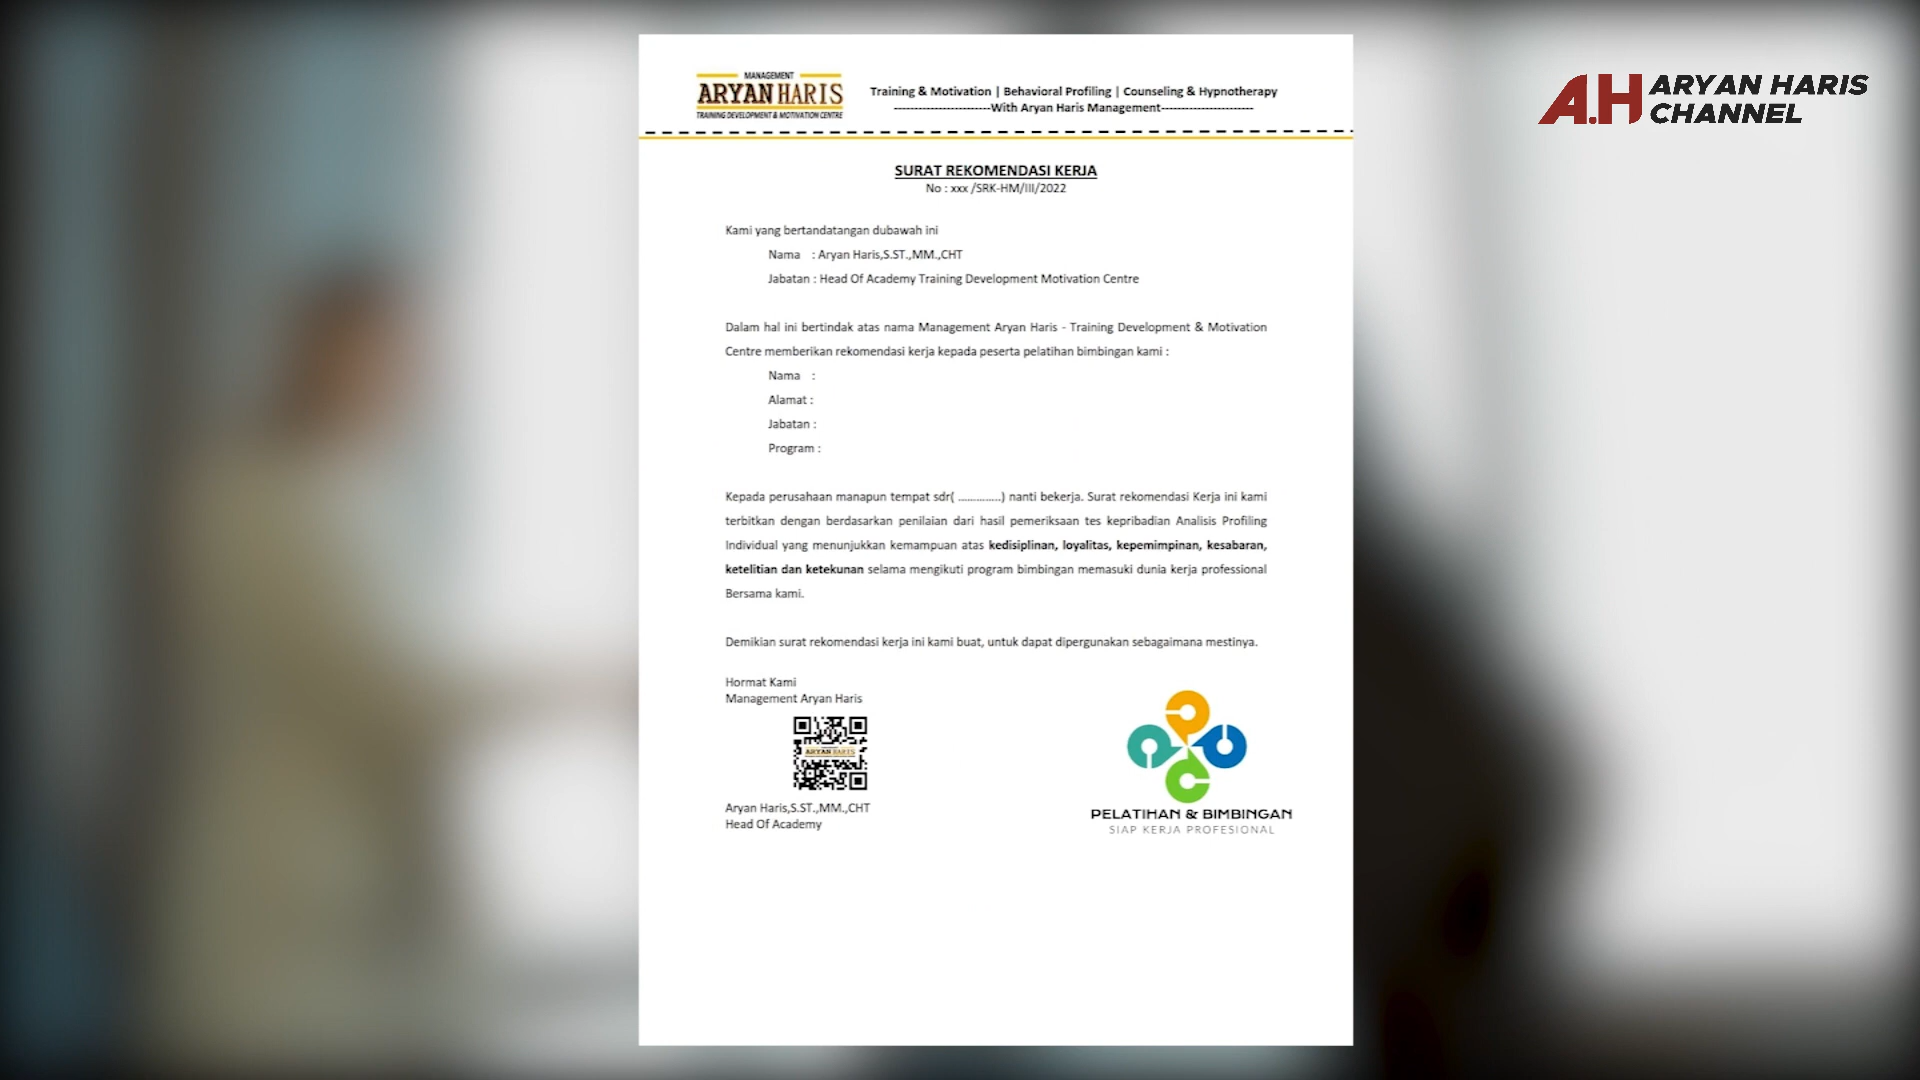 MANAGEMENT
ARYAN HARIS
TRAINING DEVELOPMENT & MOTIVATION CENTRE
Training & Motivation | Behavioral Profiling | Counseling & Hypnotherapy
------------------------With Aryan Haris Management-----------------------
A.H ARYAN HARIS
CHANNEL
SURAT REKOMENDASI KERJA
No : xxx /SRK-HM/III/2022
Kami yang bertandatangan dubawah ini
Nama : Aryan Haris,S.ST.,MM.,CHT
Jabatan : Head Of Academy Training Development Motivation Centre
Dalam hal ini bertindak atas nama Management Aryan Haris - Training Development & Motivation
Centre memberikan rekomendasi kerja kepada peserta pelatihan bimbingan kami :
Nama :
Alamat :
Jabatan :
Program :
Kepada perusahaan manapun tempat sdr( ..............) nanti bekerja. Surat rekomendasi Kerja ini kami
terbitkan dengan berdasarkan penilaian dari hasil pemeriksaan tes kepribadian Analisis Profiling
Individual yang menunjukkan kemampuan atas kedisiplinan, loyalitas, kepemimpinan, kesabaran,
ketelitian dan ketekunan selama mengikuti program bimbingan memasuki dunia kerja professional
Bersama kami.
Demikian surat rekomendasi kerja ini kami buat, untuk dapat dipergunakan sebagaimana mestinya.
Hormat Kami
Management Aryan Haris
ARYAN HARIS
Aryan Haris,S.ST.,MM.,CHT
Head Of Academy
PELATIHAN & BIMBINGAN
SIAP KERJA PROFESIONAL